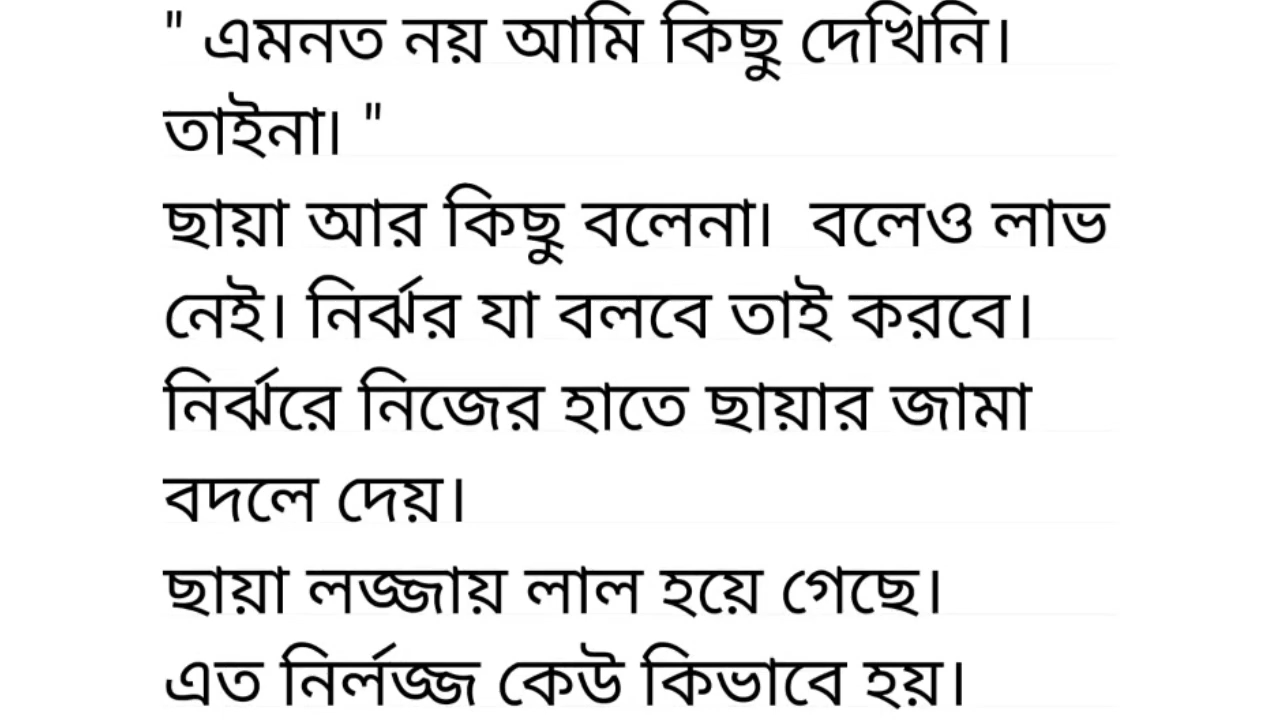 " এমনত নয় আমি কিছু দেখিনি।
তাইনা। "
ছায়া আর কিছু বলেনা।  বলেও লাভ
নেই। নির্ঝর যা বলবে তাই করবে।
নির্ঝরে নিজের হাতে ছায়ার জামা
বদলে দেয়।
ছায়া লজ্জায় লাল হয়ে গেছে।
এত নির্লজ্জ কেউ কিভাবে হয়।